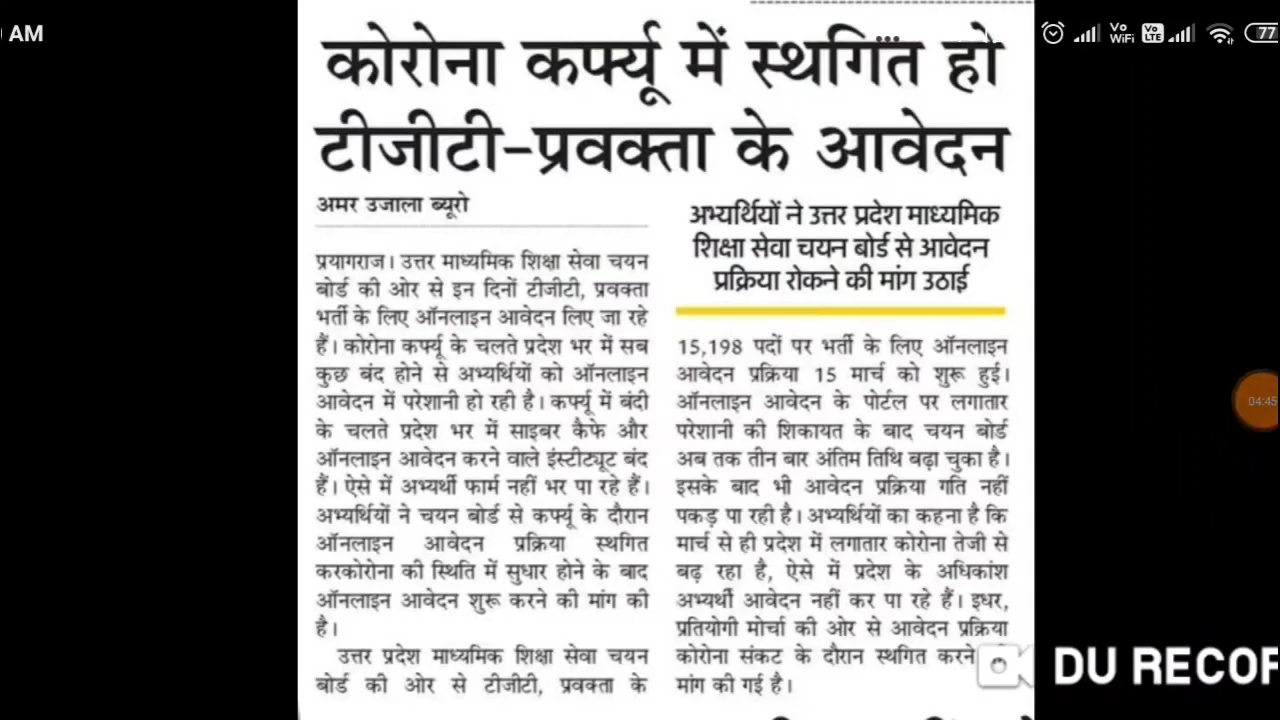 AM
Vo WiFi
Vo LTE
77
कोरोना कर्फ्यू में स्थगित हो
टीजीटी-प्रवक्ता के आवेदन
अमर उजाला ब्यूरो
प्रयागराज। उत्तर माध्यमिक शिक्षा सेवा चयन
बोर्ड की ओर से इन दिनों टीजीटी, प्रवक्ता
भर्ती के लिए ऑनलाइन आवेदन लिए जा रहे
हैं। कोरोना कर्फ्यू के चलते प्रदेश भर में सब
कुछ बंद होने से अभ्यर्थियों को ऑनलाइन
आवेदन में परेशानी हो रही है। कर्फ्यू में बंदी
के चलते प्रदेश भर में साइबर कैफे और
ऑनलाइन आवेदन करने वाले इंस्टीट्यूट बंद
हैं। ऐसे में अभ्यर्थी फार्म नहीं भर पा रहे हैं।
अभ्यर्थियों ने चयन बोर्ड से कर्फ्यू के दौरान
ऑनलाइन आवेदन प्रक्रिया स्थगित
करकोरोना की स्थिति में सुधार होने के बाद
ऑनलाइन आवेदन शुरू करने की मांग की
है।
उत्तर प्रदेश माध्यमिक शिक्षा सेवा चयन
बोर्ड की ओर से टीजीटी, प्रवक्ता के
अभ्यर्थियों ने उत्तर प्रदेश माध्यमिक
शिक्षा सेवा चयन बोर्ड से आवेदन
प्रक्रिया रोकने की मांग उठाई
15,198 पदों पर भर्ती के लिए ऑनलाइन
आवेदन प्रक्रिया 15 मार्च को शुरू हुई।
ऑनलाइन आवेदन के पोर्टल पर लगातार
परेशानी की शिकायत के बाद चयन बोर्ड
अब तक तीन बार अंतिम तिथि बढ़ा चुका है।
इसके बाद भी आवेदन प्रक्रिया गति नहीं
पकड़ पा रही है। अभ्यर्थियों का कहना है कि
मार्च से ही प्रदेश में लगातार कोरोना तेजी से
बढ़ रहा है, ऐसे में प्रदेश के अधिकांश
अभ्यर्थी आवेदन नहीं कर पा रहे हैं। इधर,
प्रतियोगी मोर्चा की ओर से आवेदन प्रक्रिया
कोरोना संकट के दौरान स्थगित करने
मांग की गई है।
04:45
DU RECOR